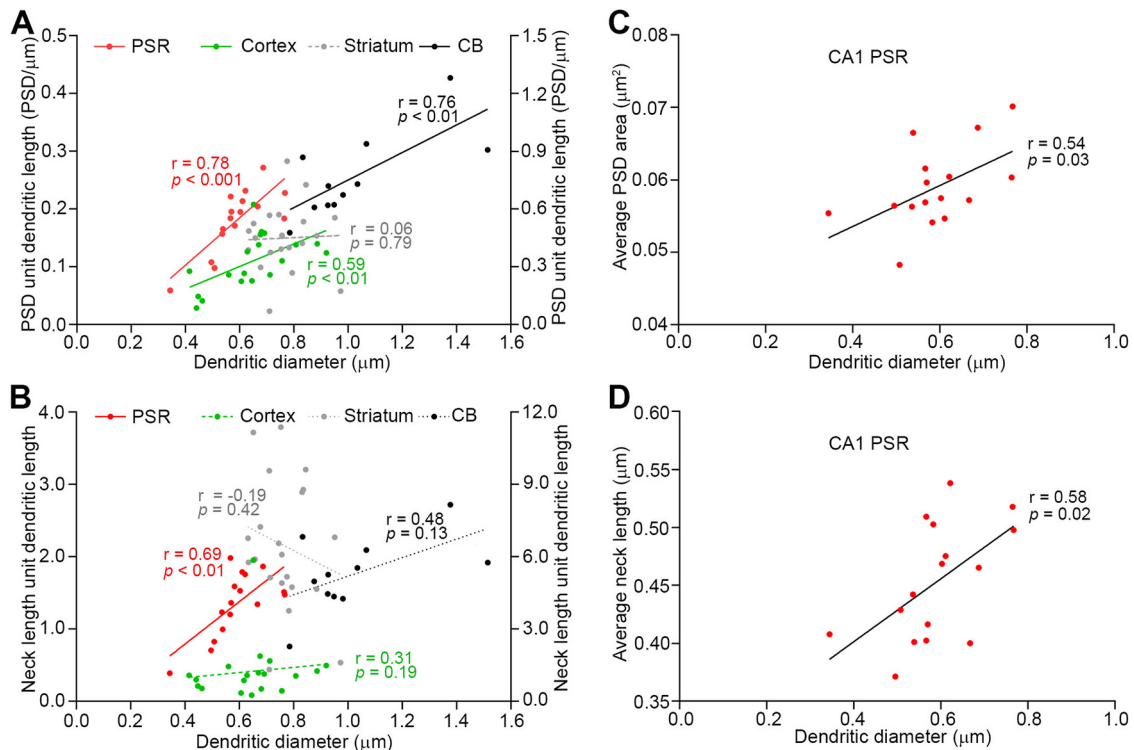 A
PSR Cortex Striatum CB
PSD unit dendritic length (PSD/μm)
0.5
0.4
0.3
0.2
0.1
0.0
1.5
1.2
0.9
0.6
0.3
0.0
PSD unit dendritic length (PSD/μm)
r = 0.76
p < 0.01
r = 0.78
p < 0.001
r = 0.06
p = 0.79
r = 0.59
p < 0.01
0.0 0.2 0.4 0.6 0.8 1.0 1.2 1.4 1.6
Dendritic diameter (μm)
B
PSR Cortex Striatum CB
Neck length unit dendritic length
4.0
3.0
2.0
1.0
0.0
12.0
9.0
6.0
3.0
0.0
Neck length unit dendritic length
r = -0.19
p = 0.42
r = 0.48
p = 0.13
r = 0.69
p < 0.01
r = 0.31
p = 0.19
0.0 0.2 0.4 0.6 0.8 1.0 1.2 1.4 1.6
Dendritic diameter (μm)
C
CA1 PSR
Average PSD area (μm²)
0.08
0.07
0.06
0.05
0.04
r = 0.54
p = 0.03
0.0 0.2 0.4 0.6 0.8 1.0
Dendritic diameter (μm)
D
CA1 PSR
Average neck length (μm)
0.60
0.55
0.50
0.45
0.40
0.35
r = 0.58
p = 0.02
0.0 0.2 0.4 0.6 0.8 1.0
Dendritic diameter (μm)